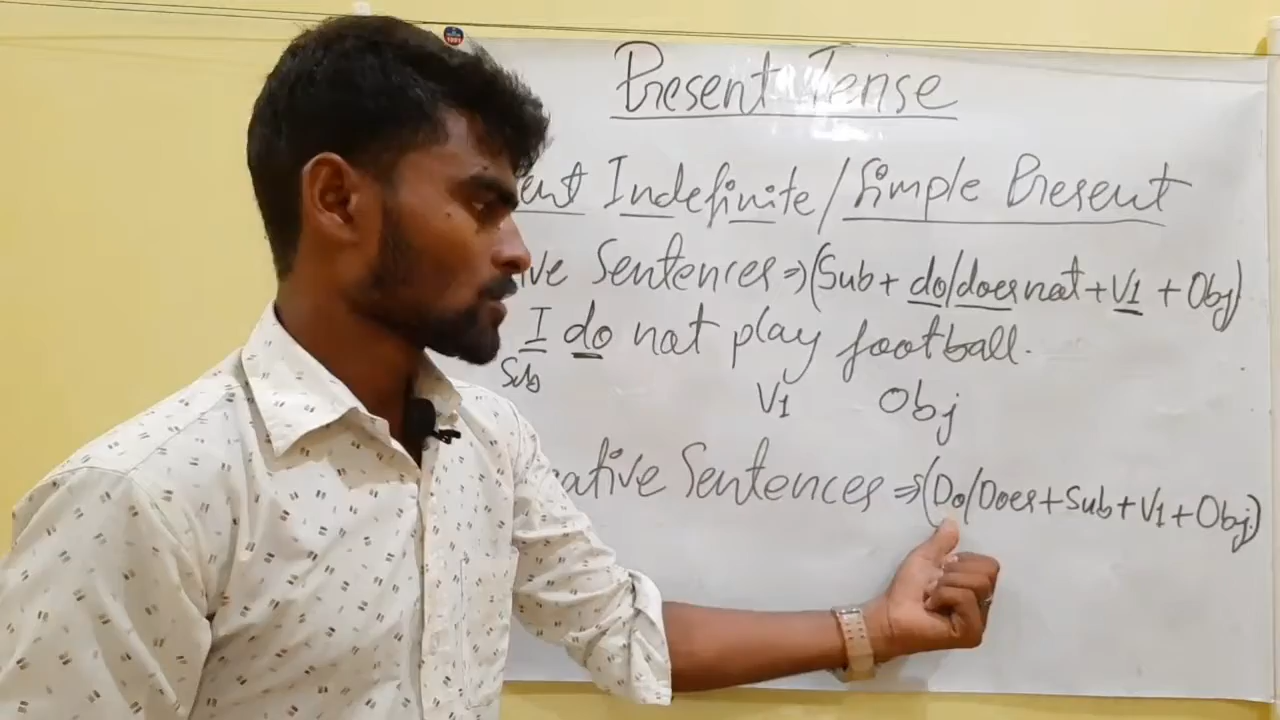 Present Tense
ent Indefinite/Simple Present
ive Sentences⇒(Sub+ do/does not+V1+Obj)
I do not play football.
Sub V1 Obj
ative Sentences⇒(Do/Does+Sub+V1+Obj)